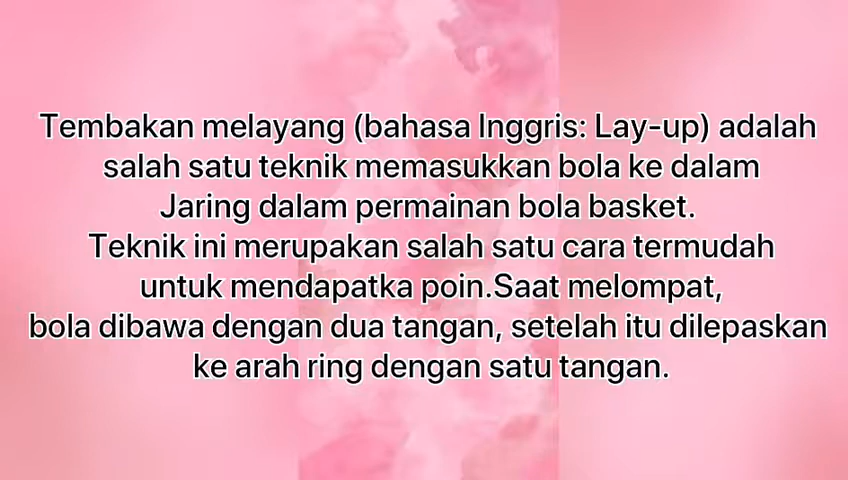 Tembakan melayang (bahasa Inggris: Lay-up) adalah
salah satu teknik memasukkan bola ke dalam
Jaring dalam permainan bola basket.
Teknik ini merupakan salah satu cara termudah
untuk mendapatka poin.Saat melompat,
bola dibawa dengan dua tangan, setelah itu dilepaskan
ke arah ring dengan satu tangan.